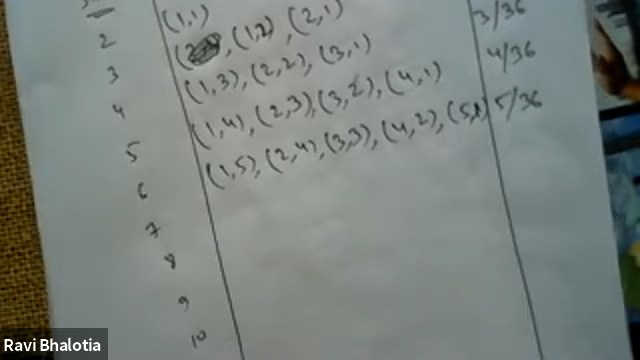 2 (1,1)
3 (1,2), (2,1) 3/36
4 (1,3), (2,2), (3,1) 4/36
5 (1,4), (2,3), (3,2), (4,1) 5/36
6 (1,5), (2,4), (3,3), (4,2), (5,1)
7
8
9
10
Ravi Bhalotia